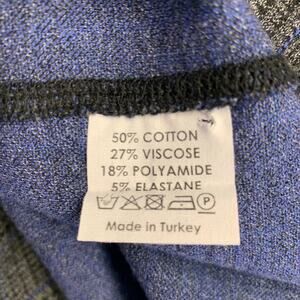 50% COTTON
27% VISCOSE
18% POLYAMIDE
5% ELASTANE
P
Made in Turkey